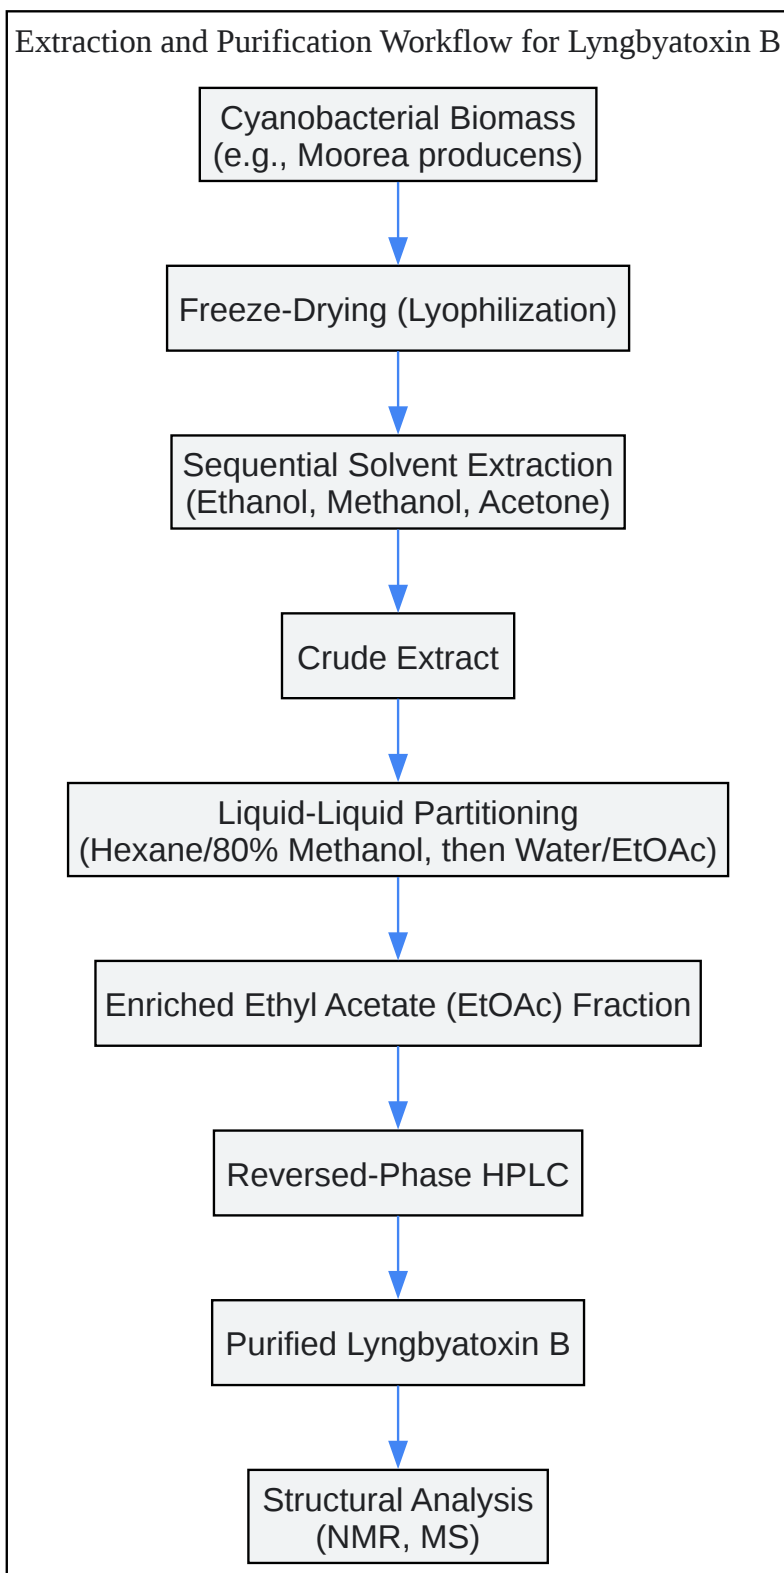 Extraction and Purification Workflow for Lyngbyatoxin B
Cyanobacterial Biomass
(e.g., Moorea producens)
Freeze-Drying (Lyophilization)
Sequential Solvent Extraction
(Ethanol, Methanol, Acetone)
Crude Extract
Liquid-Liquid Partitioning
(Hexane/80% Methanol, then Water/EtOAc)
Enriched Ethyl Acetate (EtOAc) Fraction
Reversed-Phase HPLC
Purified Lyngbyatoxin B
Structural Analysis
(NMR, MS)